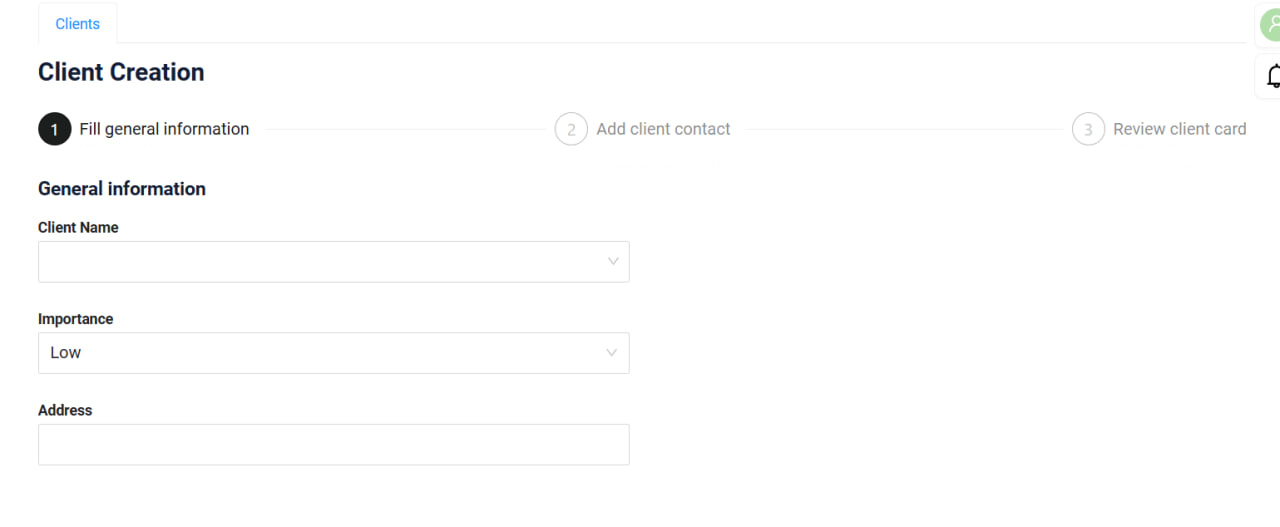 Clients
Client Creation
1 Fill general information
2 Add client contact
3 Review client card
General information
Client Name
Importance
Low
Address